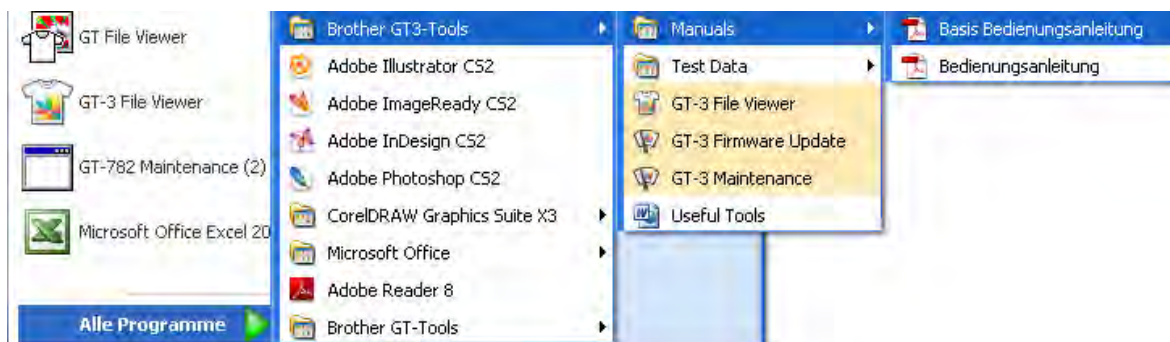 GT File Viewer
GT-3 File Viewer
GT-782 Maintenance (2)
Microsoft Office Excel 20
Alle Programme
Brother GT3-Tools
Adobe Illustrator CS2
Adobe ImageReady CS2
Adobe InDesign CS2
Adobe Photoshop CS2
CorelDRAW Graphics Suite X3
Microsoft Office
Adobe Reader 8
Brother GT-Tools
Manuals
Test Data
GT-3 File Viewer
GT-3 Firmware Update
GT-3 Maintenance
Useful Tools
Basis Bedienungsanleitung
Bedienungsanleitung